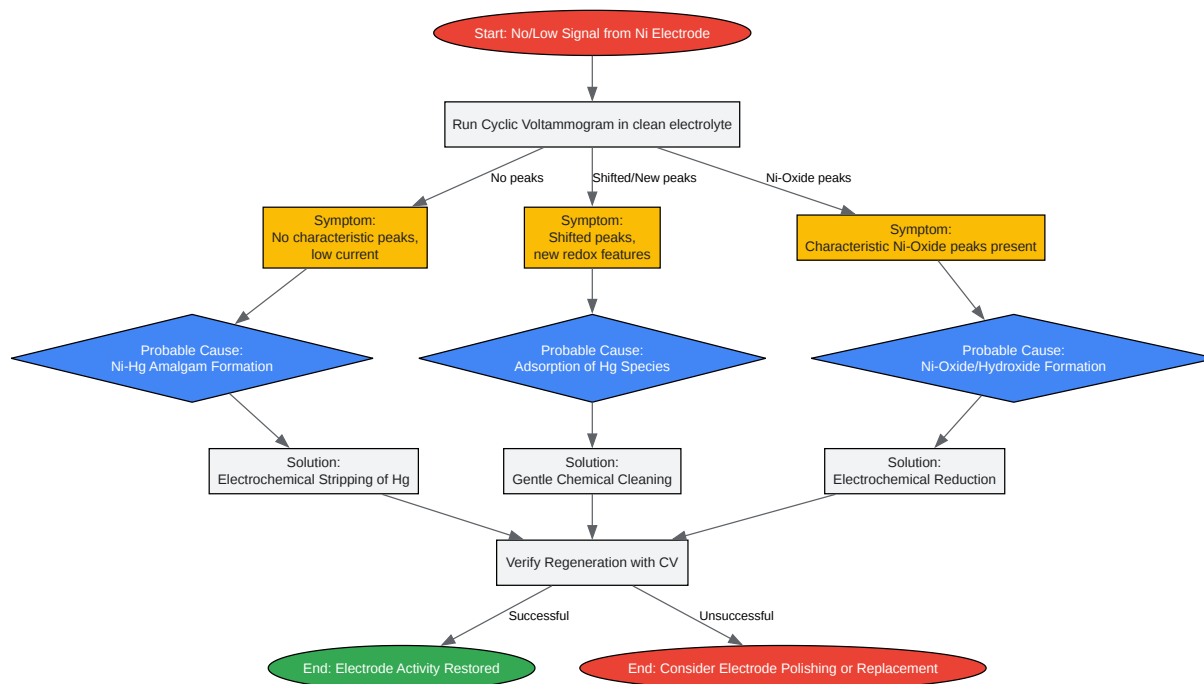 Start: No/Low Signal from Ni Electrode
Run Cyclic Voltammogram in clean electrolyte
No peaks
Shifted/New peaks
Ni-Oxide peaks
Symptom:
No characteristic peaks,
low current
Symptom:
Shifted peaks,
new redox features
Symptom:
Characteristic Ni-Oxide peaks present
Probable Cause:
Ni-Hg Amalgam Formation
Probable Cause:
Adsorption of Hg Species
Probable Cause:
Ni-Oxide/Hydroxide Formation
Solution:
Electrochemical Stripping of Hg
Solution:
Gentle Chemical Cleaning
Solution:
Electrochemical Reduction
Verify Regeneration with CV
Successful
Unsuccessful
End: Electrode Activity Restored
End: Consider Electrode Polishing or Replacement